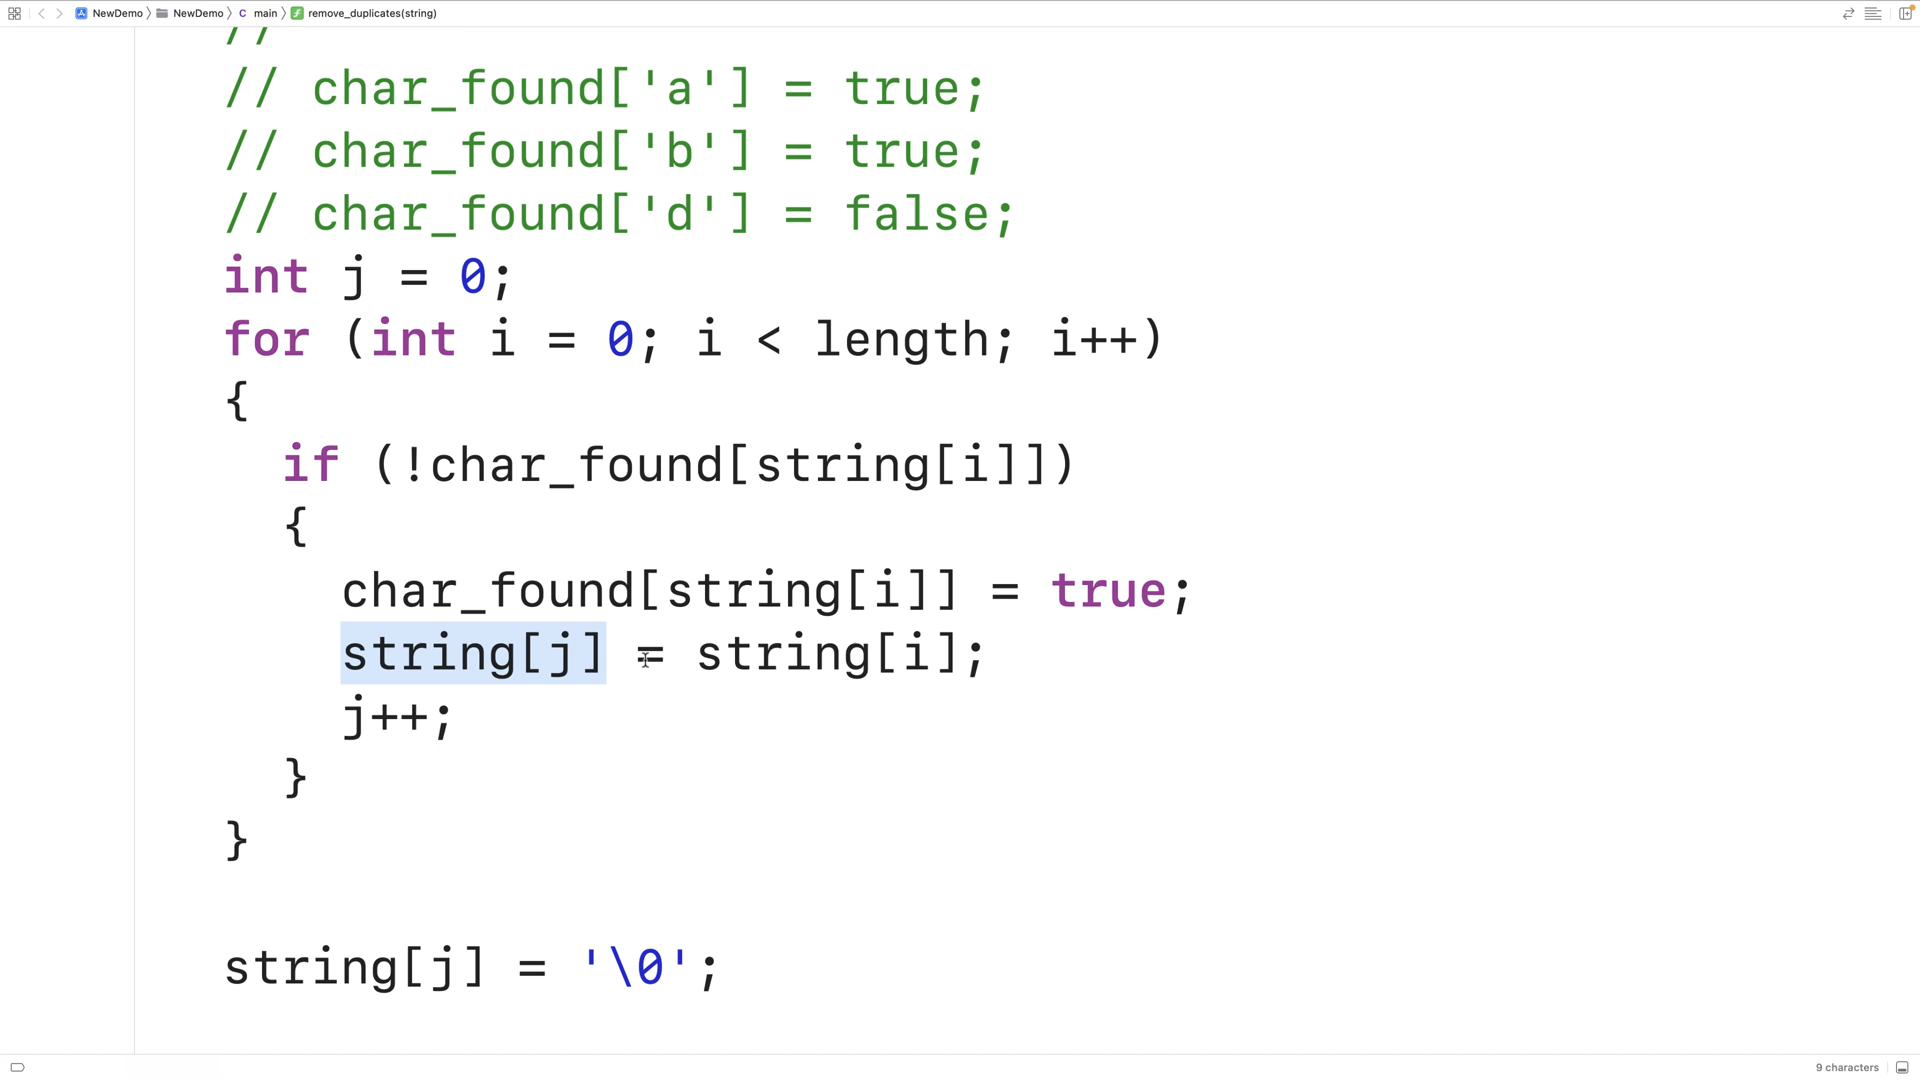 NewDemo 〉 NewDemo 〉 C main 〉 f remove_duplicates(string)
//
// char_found['a'] = true;
// char_found['b'] = true;
// char_found['d'] = false;
int j = 0;
for (int i = 0; i < length; i++)
{
if (!char_found[string[i]])
{
char_found[string[i]] = true;
string[j] = string[i];
j++;
}
}
string[j] = '\0';
9 characters